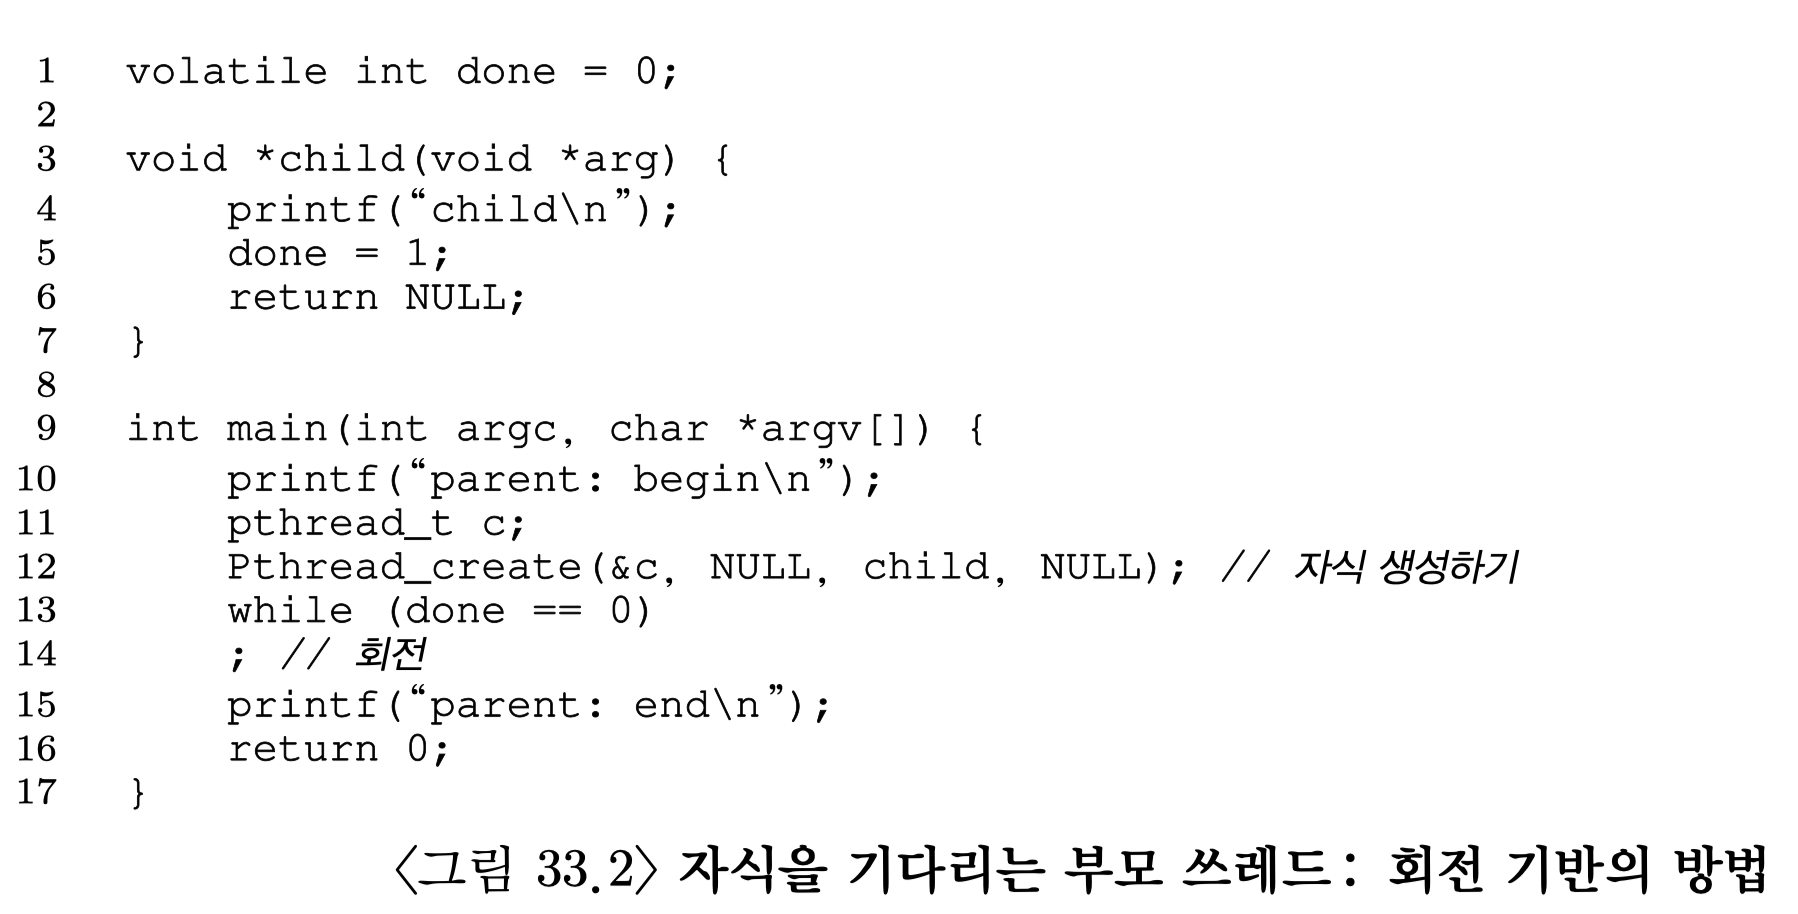 1 volatile int done = 0;
2
3 void *child(void *arg) {
4 printf(“child\n”);
5 done = 1;
6 return NULL;
7 }
8
9 int main(int argc, char *argv[]) {
10 printf(“parent: begin\n”);
11 pthread_t c;
12 Pthread_create(&c, NULL, child, NULL); // 자식 생성하기
13 while (done == 0)
14 ; // 회전
15 printf(“parent: end\n”);
16 return 0;
17 }
〈그림 33.2〉 자식을 기다리는 부모 쓰레드: 회전 기반의 방법